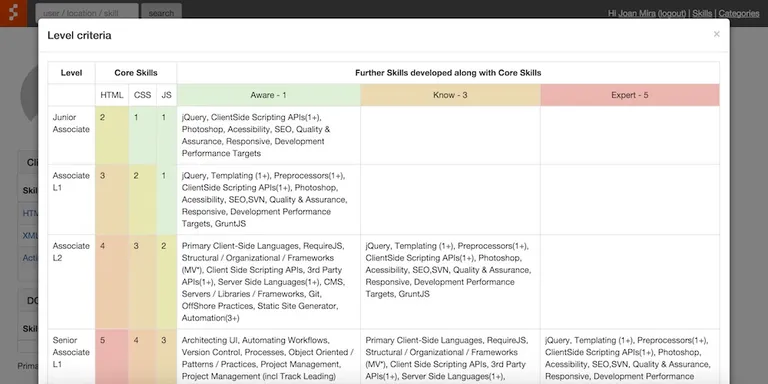 user / location / skill search Hi Joan Mira (logout) | Skills | Categories
Level criteria ×
Level Core Skills Further Skills developed along with Core Skills
HTML CSS JS Aware - 1 Know - 3 Expert - 5
Junior Associate
2 1 1
jQuery, ClientSide Scripting APIs(1+),
Photoshop, Acessibility, SEO, Quality &
Assurance, Responsive, Development
Performance Targets
Associate L1
3 2 1
jQuery, Templating (1+), Preprocessors(1+),
ClientSide Scripting APIs(1+), Photoshop,
Acessibility, SEO,SVN, Quality & Assurance,
Responsive, Development Performance
Targets, GruntJS
Associate L2
4 3 2
Primary Client-Side Languages, RequireJS,
Structural / Organizational / Frameworks
(MV*), Client Side Scripting APIs, 3rd Party
APIs(1+), Server Side Languages(1+), CMS,
Servers / Libraries / Frameworks, Git,
OffShore Practices, Static Site Generator,
Automation(3+)
jQuery, Templating (1+), Preprocessors(1+),
ClientSide Scripting APIs(1+), Photoshop,
Acessibility, SEO,SVN, Quality & Assurance,
Responsive, Development Performance
Targets, GruntJS
Senior Associate L1
5 4 3
Architecting UI, Automating Workflows,
Version Control, Processes, Object Oriented /
Patterns / Practices, Project Management,
Project Management (incl Track Leading)
Primary Client-Side Languages, RequireJS,
Structural / Organizational / Frameworks
(MV*), Client Side Scripting APIs, 3rd Party
APIs(1+), Server Side Languages(1+),
jQuery, Templating (1+), Preprocessors(1+),
ClientSide Scripting APIs(1+), Photoshop,
Acessibility, SEO,SVN, Quality & Assurance,
Responsive, Development Performance